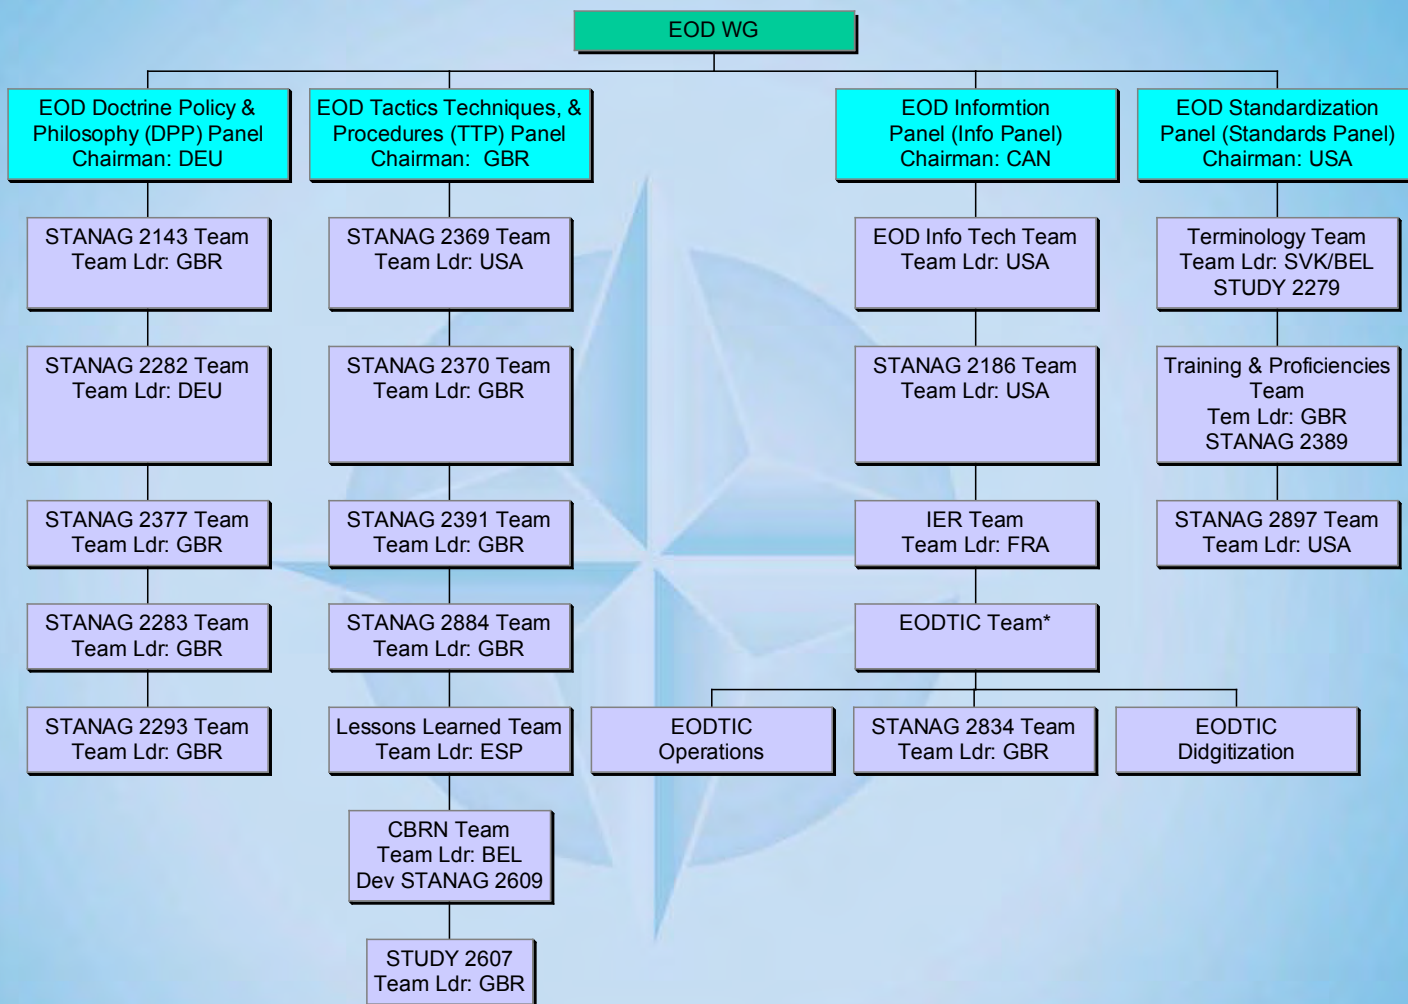 EOD WG
EOD Doctrine Policy &
Philosophy (DPP) Panel
Chairman: DEU
EOD Tactics Techniques, &
Procedures (TTP) Panel
Chairman: GBR
EOD Informtion
Panel (Info Panel)
Chairman: CAN
EOD Standardization
Panel (Standards Panel)
Chairman: USA
STANAG 2143 Team
Team Ldr: GBR
STANAG 2369 Team
Team Ldr: USA
EOD Info Tech Team
Team Ldr: USA
Terminology Team
Team Ldr: SVK/BEL
STUDY 2279
STANAG 2282 Team
Team Ldr: DEU
STANAG 2370 Team
Team Ldr: GBR
STANAG 2186 Team
Team Ldr: USA
Training & Proficiencies
Team
Tem Ldr: GBR
STANAG 2389
STANAG 2377 Team
Team Ldr: GBR
STANAG 2391 Team
Team Ldr: GBR
IER Team
Team Ldr: FRA
STANAG 2897 Team
Team Ldr: USA
STANAG 2283 Team
Team Ldr: GBR
STANAG 2884 Team
Team Ldr: GBR
EODTIC Team*
STANAG 2293 Team
Team Ldr: GBR
Lessons Learned Team
Team Ldr: ESP
EODTIC
Operations
STANAG 2834 Team
Team Ldr: GBR
EODTIC
Didgitization
CBRN Team
Team Ldr: BEL
Dev STANAG 2609
STUDY 2607
Team Ldr: GBR